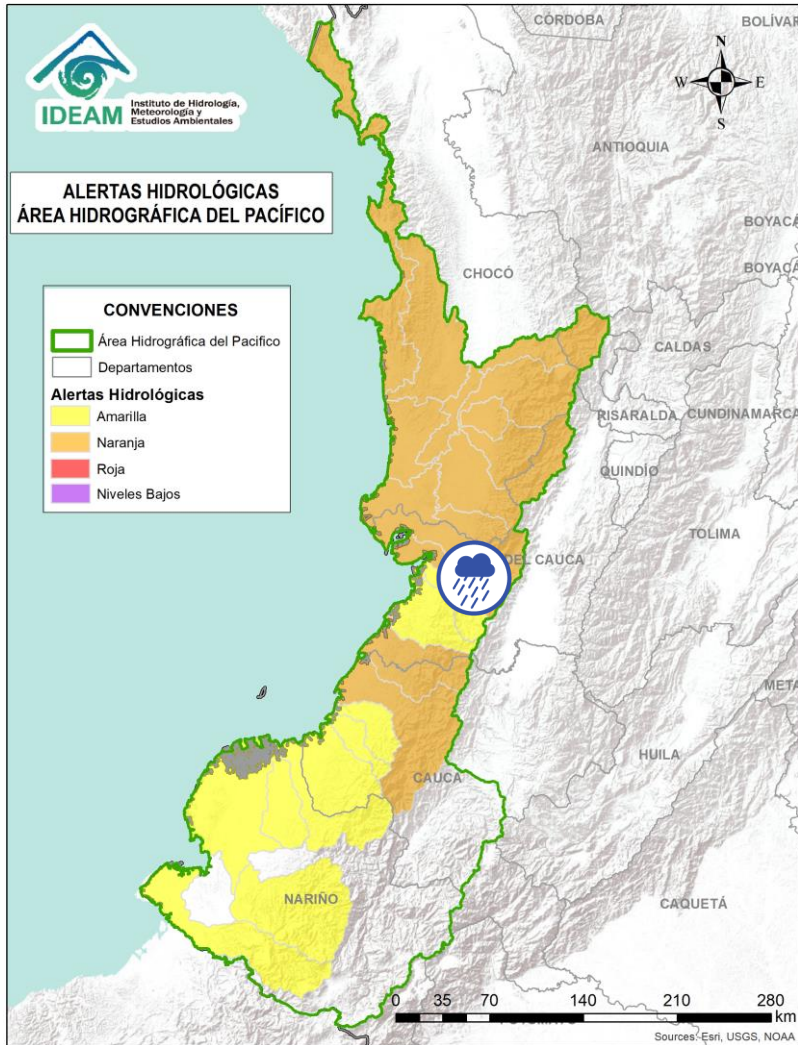 CÓRDOBA
BOLÍVAR
N
W
E
S
IDEAM
Instituto de Hidrología,
Meteorología y
Estudios Ambientales
ANTIOQUIA
ALERTAS HIDROLÓGICAS
ÁREA HIDROGRÁFICA DEL PACÍFICO
BOYACÁ
BOYACÁ
CHOCÓ
CONVENCIONES
Área Hidrográfica del Pacifico
Departamentos
Alertas Hidrológicas
Amarilla
Naranja
Roja
Niveles Bajos
CALDAS
RISARALDA
CUNDINAMARCA
QUINDÍO
TOLIMA
DEL CAUCA
META
HUILA
CAUCA
NARIÑO
CAQUETÁ
0 35 70 140 210 280
km
Sources: Esri, USGS, NOAA